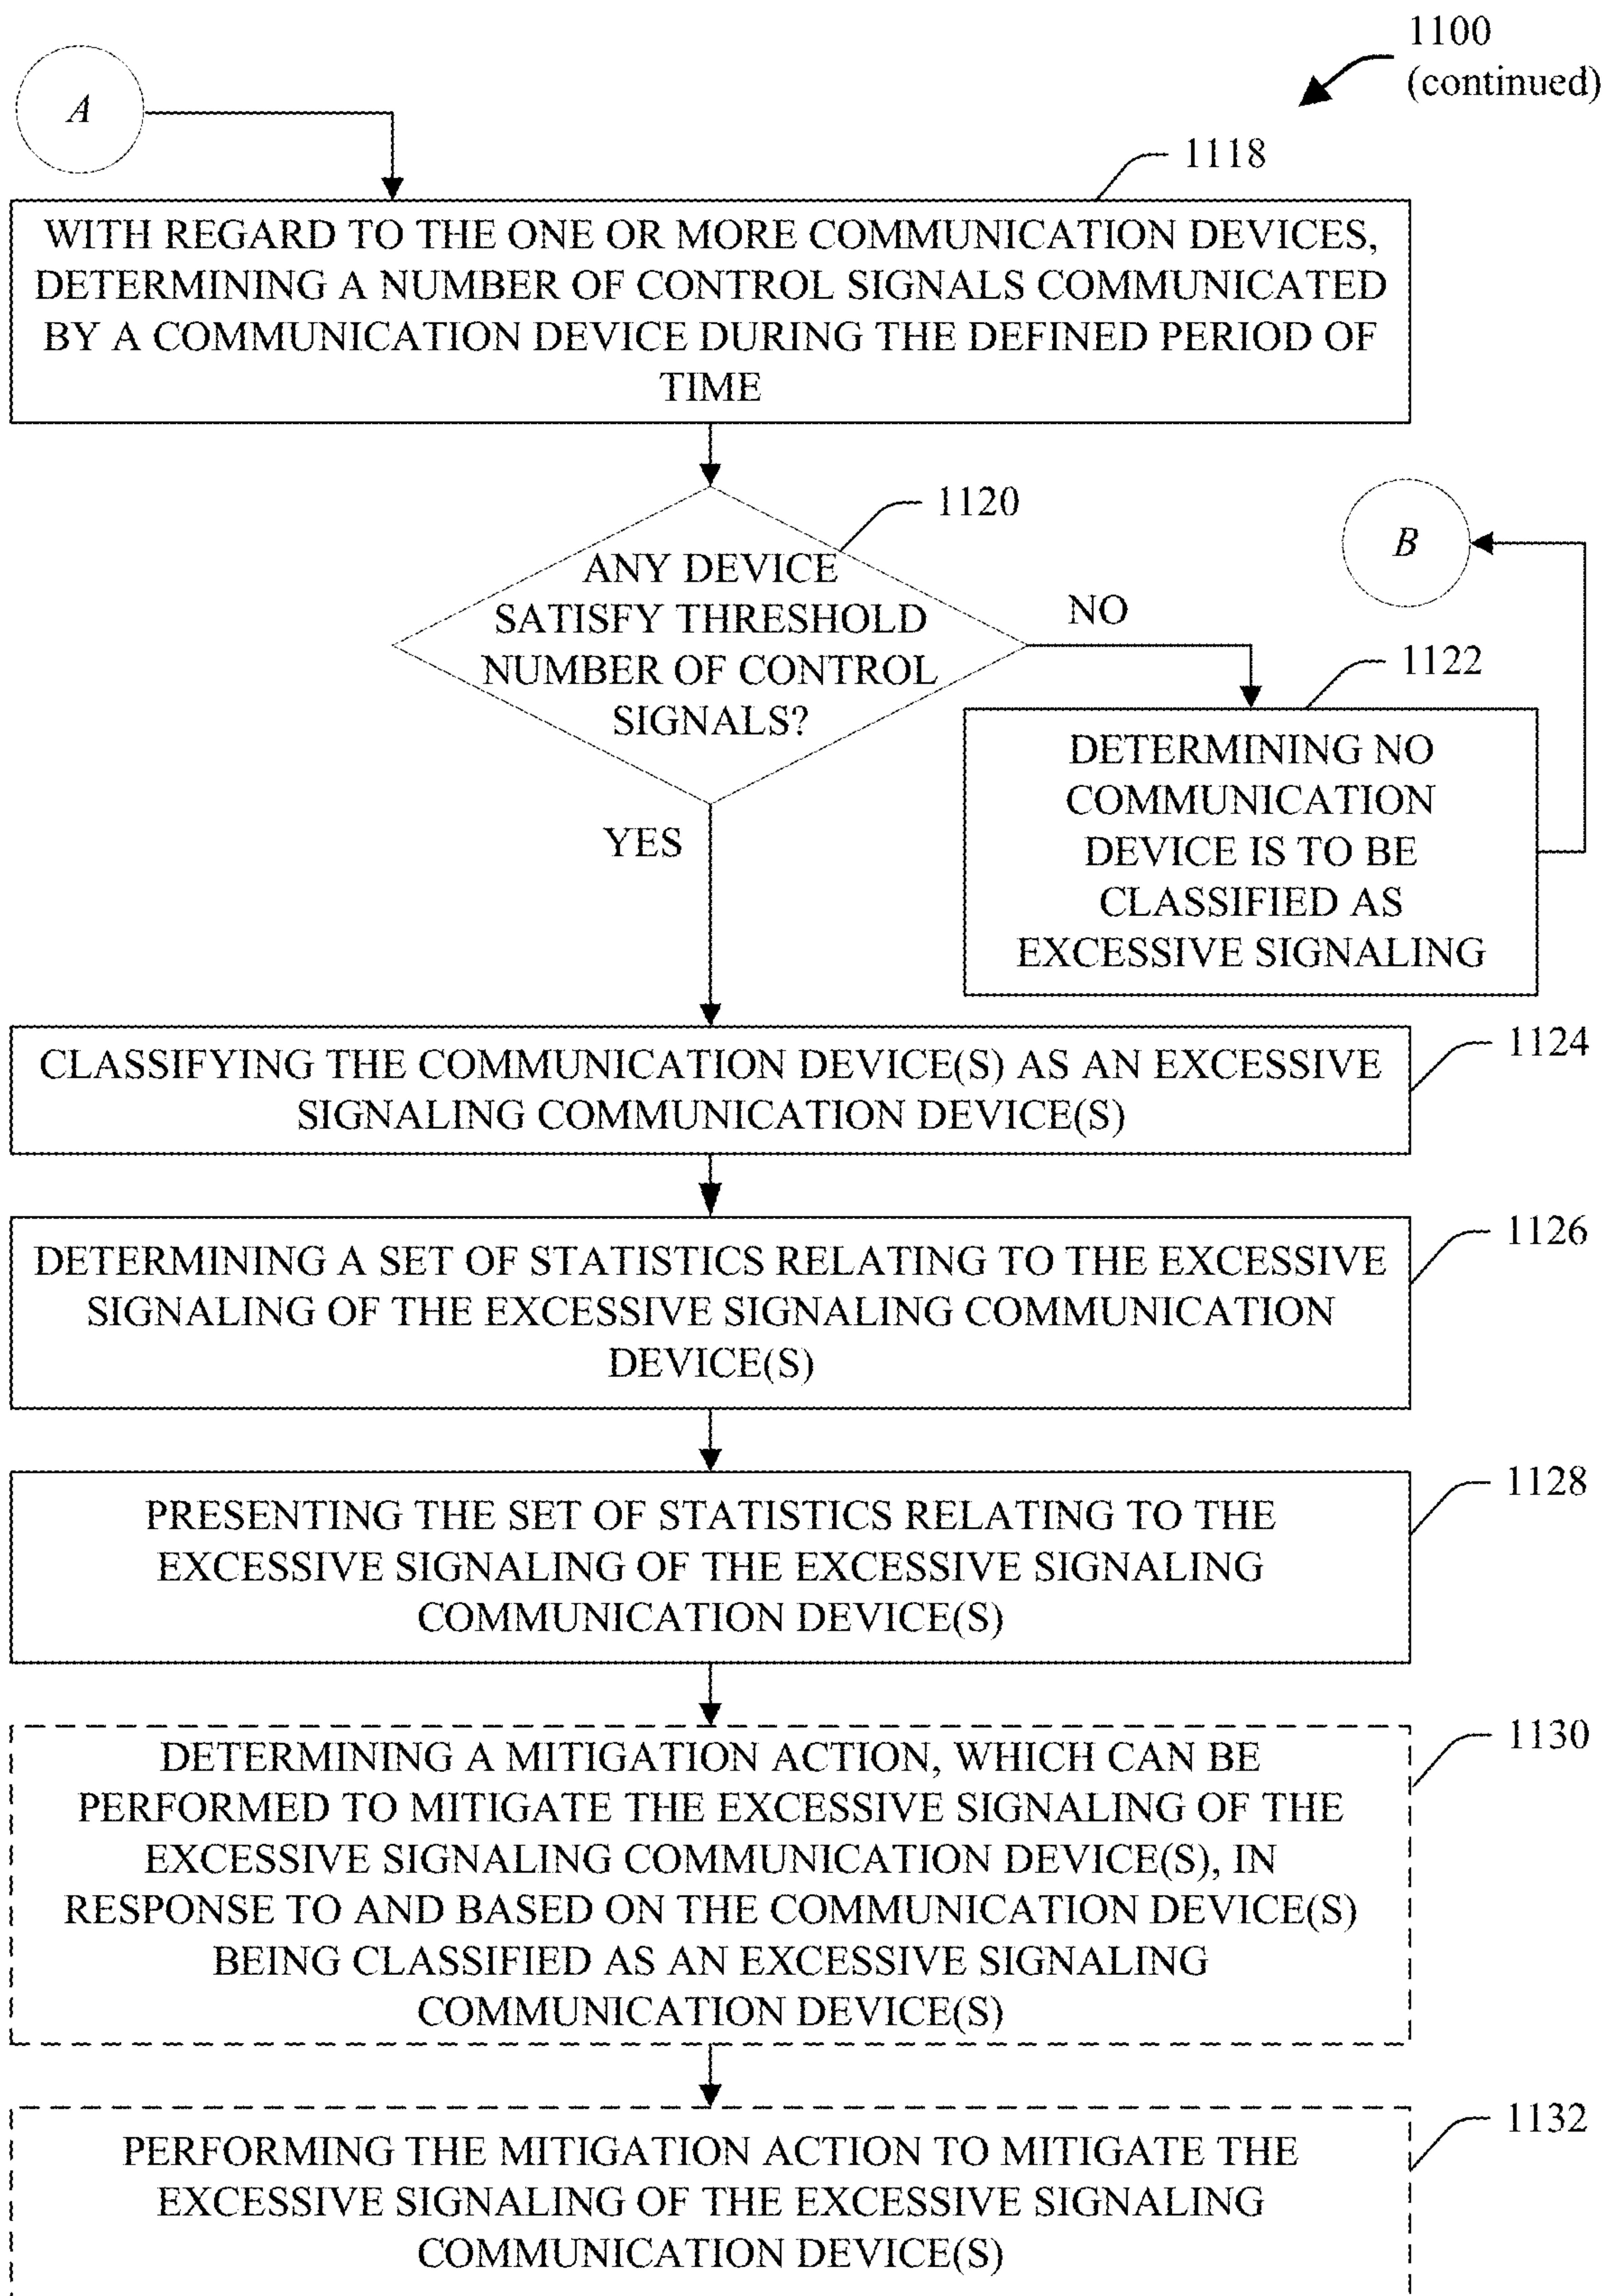 1100
(continued)
A
1118
WITH REGARD TO THE ONE OR MORE COMMUNICATION DEVICES,
DETERMINING A NUMBER OF CONTROL SIGNALS COMMUNICATED
BY A COMMUNICATION DEVICE DURING THE DEFINED PERIOD OF
TIME
1120
ANY DEVICE
SATISFY THRESHOLD
NUMBER OF CONTROL
SIGNALS?
B
NO
1122
DETERMINING NO
COMMUNICATION
DEVICE IS TO BE
CLASSIFIED AS
EXCESSIVE SIGNALING
YES
1124
CLASSIFYING THE COMMUNICATION DEVICE(S) AS AN EXCESSIVE
SIGNALING COMMUNICATION DEVICE(S)
1126
DETERMINING A SET OF STATISTICS RELATING TO THE EXCESSIVE
SIGNALING OF THE EXCESSIVE SIGNALING COMMUNICATION
DEVICE(S)
1128
PRESENTING THE SET OF STATISTICS RELATING TO THE
EXCESSIVE SIGNALING OF THE EXCESSIVE SIGNALING
COMMUNICATION DEVICE(S)
1130
DETERMINING A MITIGATION ACTION, WHICH CAN BE
PERFORMED TO MITIGATE THE EXCESSIVE SIGNALING OF THE
EXCESSIVE SIGNALING COMMUNICATION DEVICE(S), IN
RESPONSE TO AND BASED ON THE COMMUNICATION DEVICE(S)
BEING CLASSIFIED AS AN EXCESSIVE SIGNALING
COMMUNICATION DEVICE(S)
1132
PERFORMING THE MITIGATION ACTION TO MITIGATE THE
EXCESSIVE SIGNALING OF THE EXCESSIVE SIGNALING
COMMUNICATION DEVICE(S)